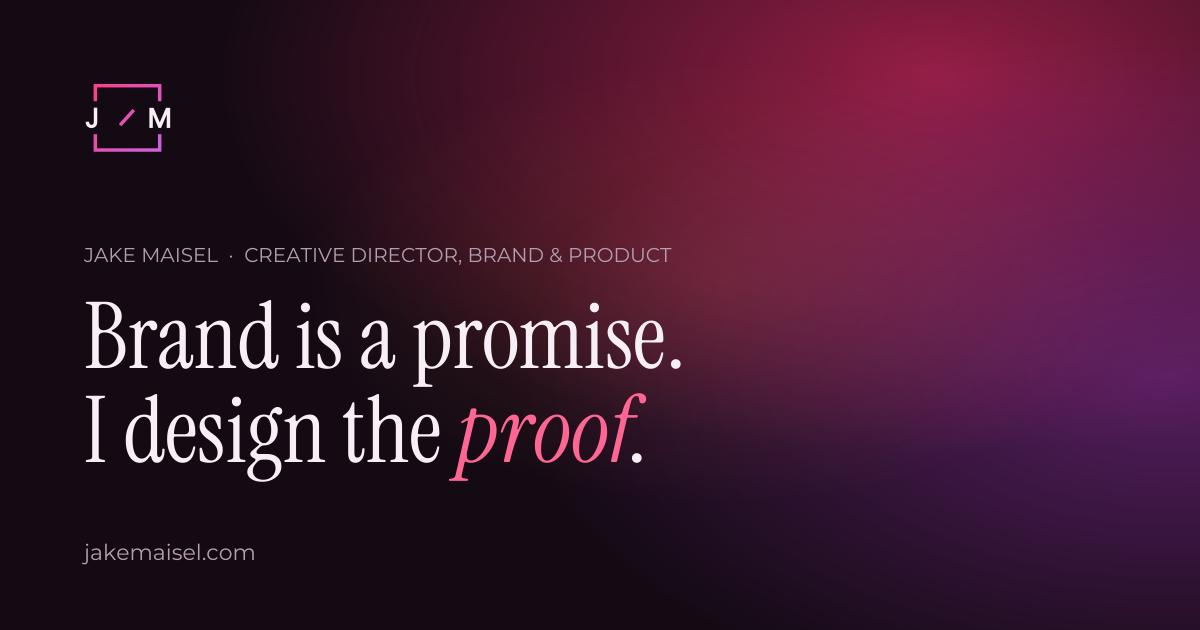 J / M
JAKE MAISEL · CREATIVE DIRECTOR, BRAND & PRODUCT
Brand is a promise.
I design the proof.
jakemaisel.com